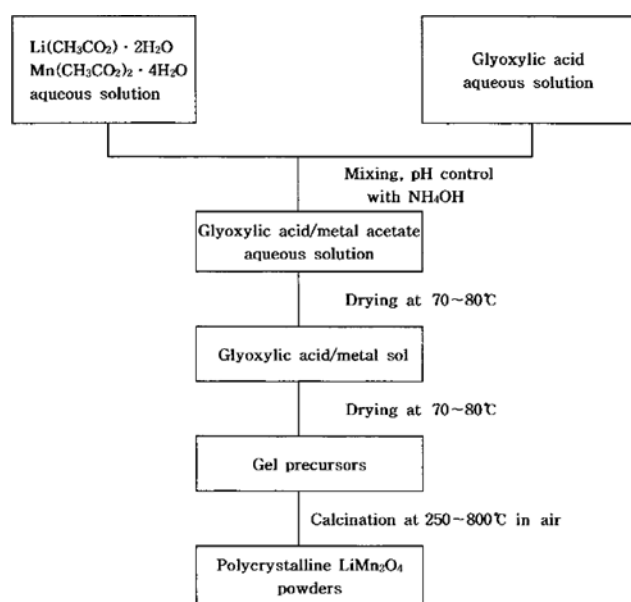 Li(CH₃CO₂)·2H₂O
Mn(CH₃CO₂)₂·4H₂O
aqueous solution
Glyoxylic acid
aqueous solution
Mixing, pH control
with NH₄OH
Glyoxylic acid/metal acetate
aqueous solution
Drying at 70~80℃
Glyoxylic acid/metal sol
Drying at 70~80℃
Gel precursors
Calcination at 250~800℃ in air
Polycrystalline LiMn₂O₄
powders